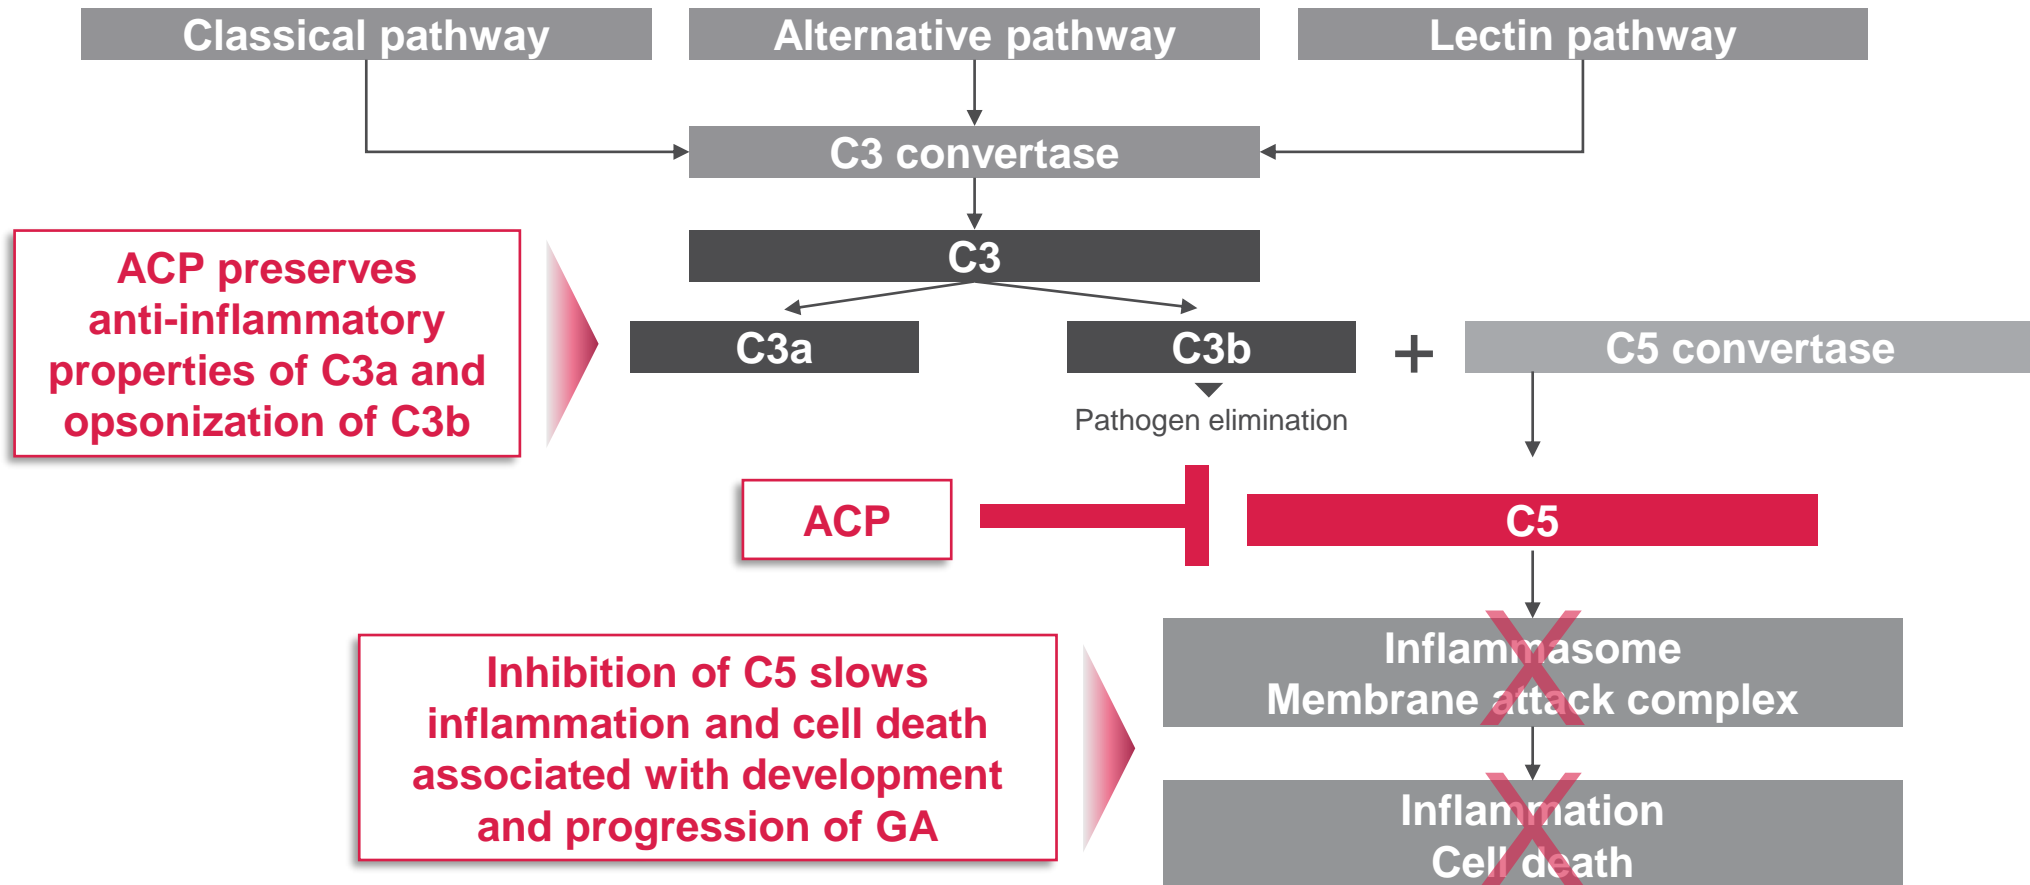 Classical pathway
Alternative pathway
Lectin pathway
C3 convertase
C3
ACP preserves
anti-inflammatory
properties of C3a and
opsonization of C3b
C3a
C3b
+
C5 convertase
Pathogen elimination
ACP
C5
Inflammasome
Membrane attack complex
Inhibition of C5 slows
inflammation and cell death
associated with development
and progression of GA
Inflammation
Cell death